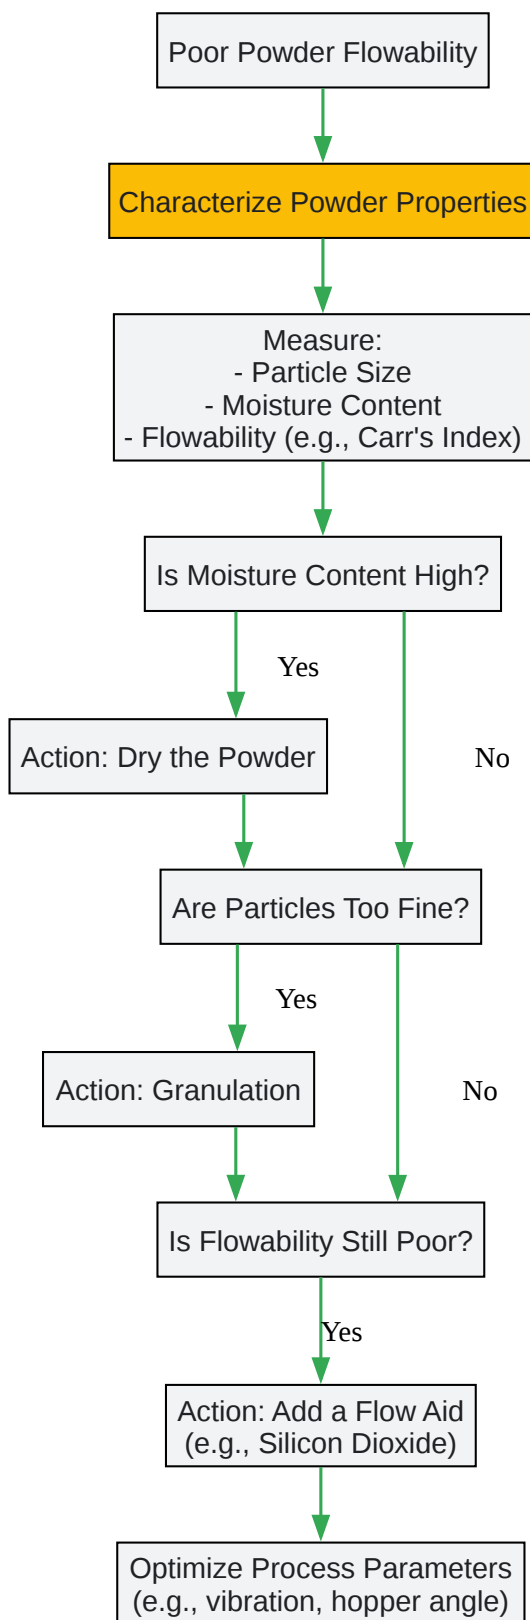 Poor Powder Flowability
Characterize Powder Properties
Measure:
- Particle Size
- Moisture Content
- Flowability (e.g., Carr's Index)
Is Moisture Content High?
Yes
Action: Dry the Powder
No
Are Particles Too Fine?
Yes
Action: Granulation
No
Is Flowability Still Poor?
Yes
Action: Add a Flow Aid
(e.g., Silicon Dioxide)
Optimize Process Parameters
(e.g., vibration, hopper angle)